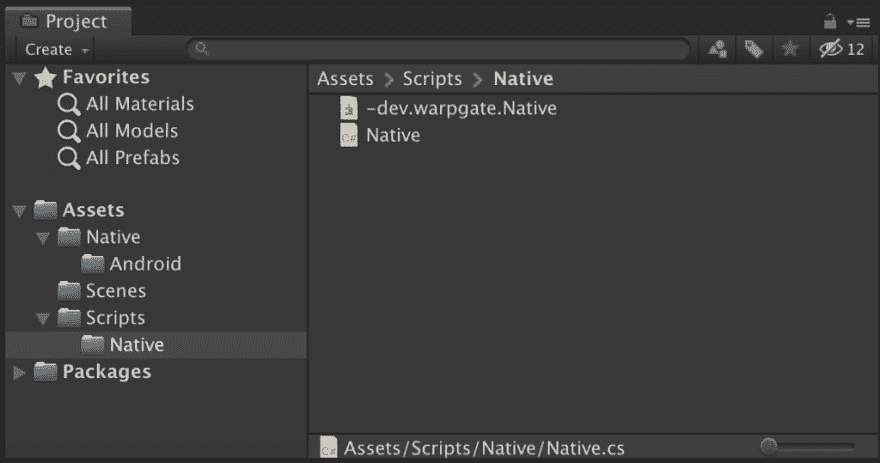 Project
Create
12
Favorites
All Materials
All Models
All Prefabs
Assets
Native
Android
Scenes
Scripts
Native
Packages
Assets > Scripts > Native
-dev.warpgate.Native
C# Native
C# Assets/Scripts/Native/Native.cs